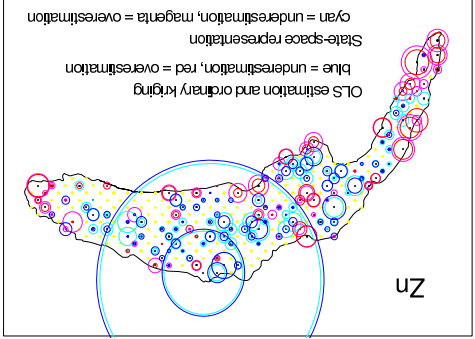 Zn
OLS estimation and ordinary kriging
blue = underestimation, red = overestimation
State-space representation
cyan = underestimation, magenta = overestimation